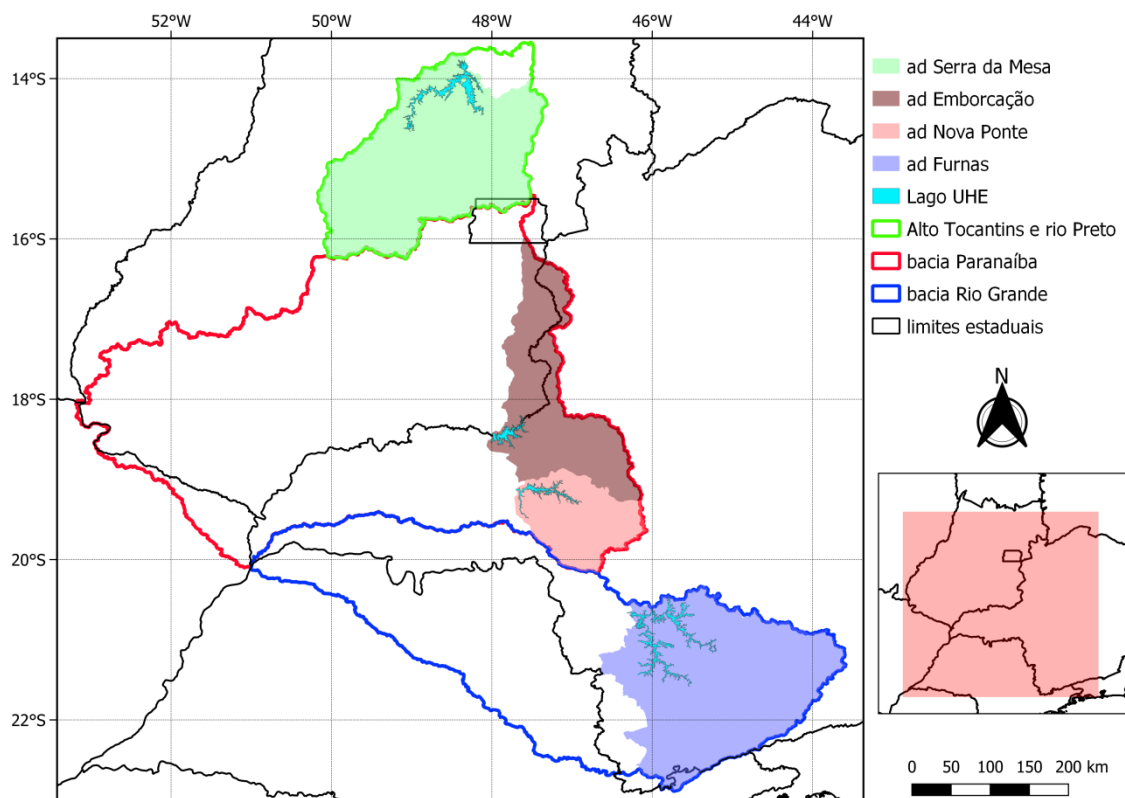 52°W 50°W 48°W 46°W
14°S
15°S
16°S
18°S
20°S
22°S
ad Serra da Mesa
ad Emborcação
ad Nova Ponte
ad Furnas
Lago UHE
Alto Tocantins e rio Preto
bacia Paranaíba
bacia Rio Grande
limites estaduais
N
0 50 100 150 200 km